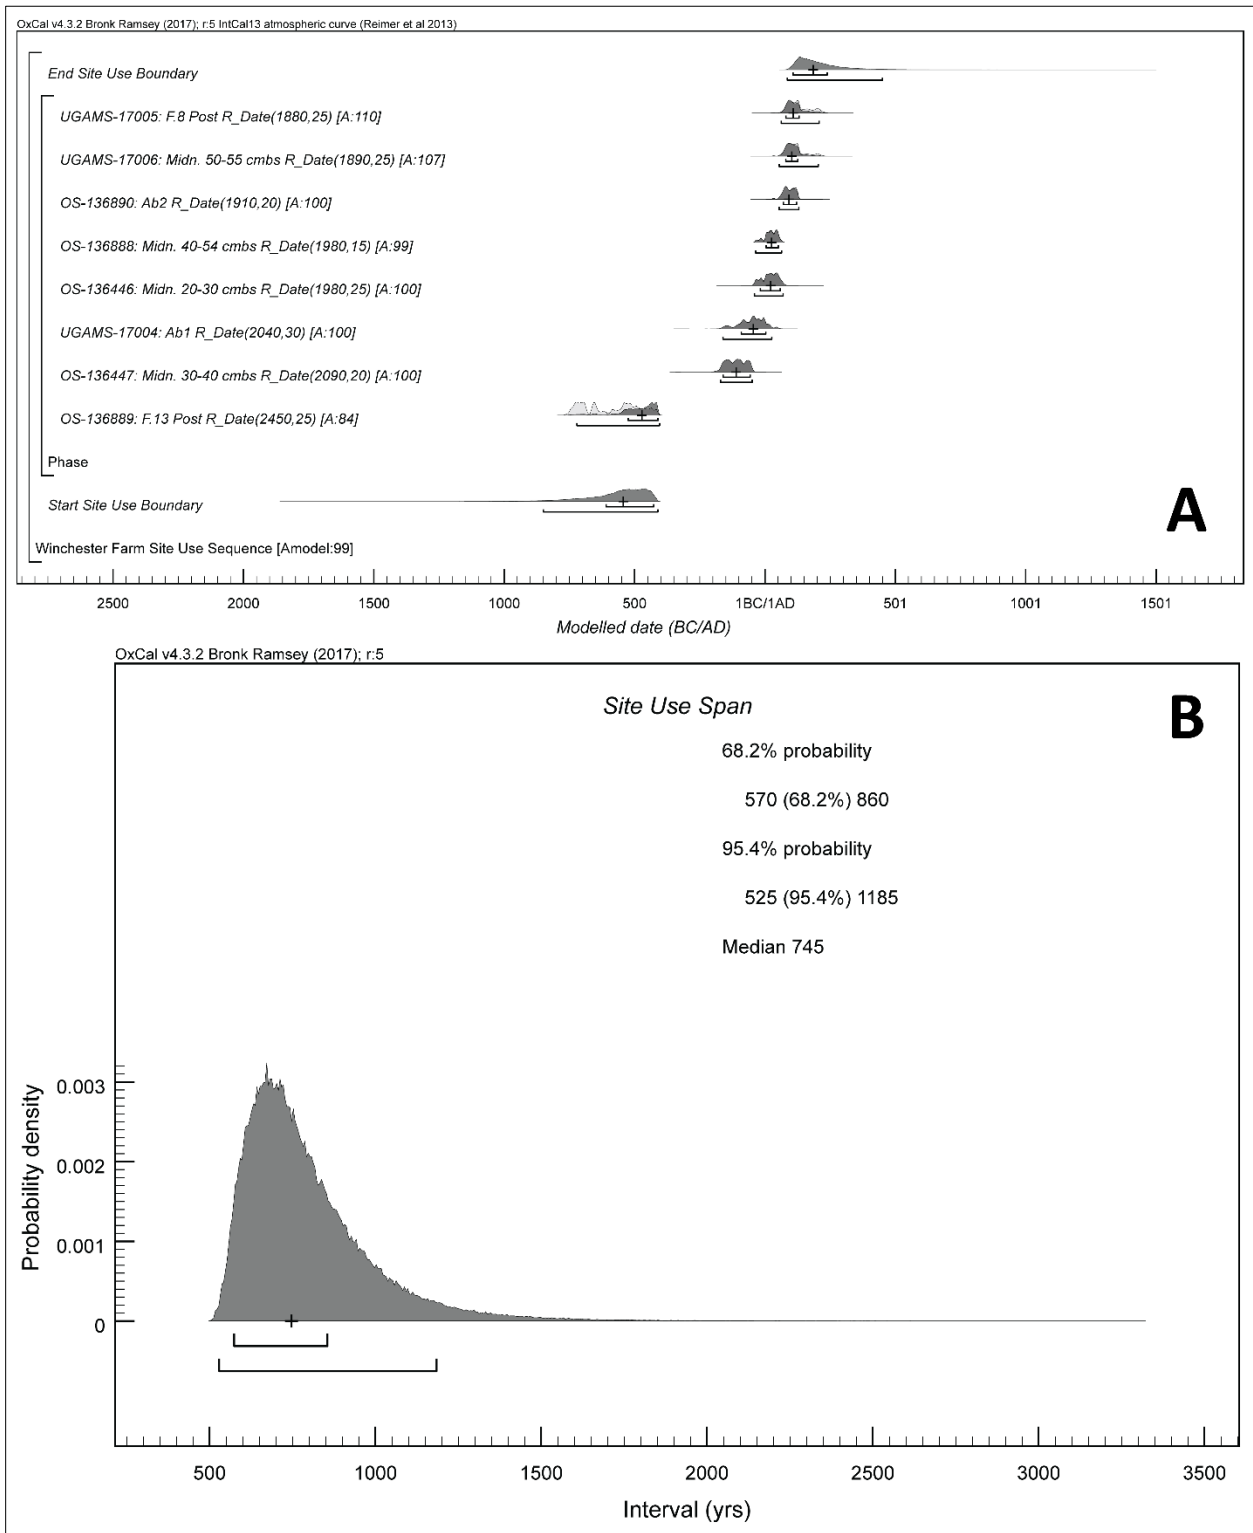 OxCal v4.3.2 Bronk Ramsey (2017); r:5 IntCal13 atmospheric curve (Reimer et al 2013)
End Site Use Boundary
UGAMS-17005: F.8 Post R_Date(1880,25) [A:110]
UGAMS-17006: Midn. 50-55 cmbs R_Date(1890,25) [A:107]
OS-136890: Ab2 R_Date(1910,20) [A:100]
OS-136888: Midn. 40-54 cmbs R_Date(1980,15) [A:99]
OS-136446: Midn. 20-30 cmbs R_Date(1980,25) [A:100]
UGAMS-17004: Ab1 R_Date(2040,30) [A:100]
OS-136447: Midn. 30-40 cmbs R_Date(2090,20) [A:100]
OS-136889: F.13 Post R_Date(2450,25) [A:84]
Phase
Start Site Use Boundary
A
Winchester Farm Site Use Sequence [Amodel:99]
2500 2000 1500 1000 500 1BC/1AD 501 1001 1501
Modelled date (BC/AD)
OxCal v4.3.2 Bronk Ramsey (2017); r:5
Site Use Span
B
68.2% probability
570 (68.2%) 860
95.4% probability
525 (95.4%) 1185
Median 745
Probability density
0.003
0.002
0.001
0
500 1000 1500 2000 2500 3000 3500
Interval (yrs)